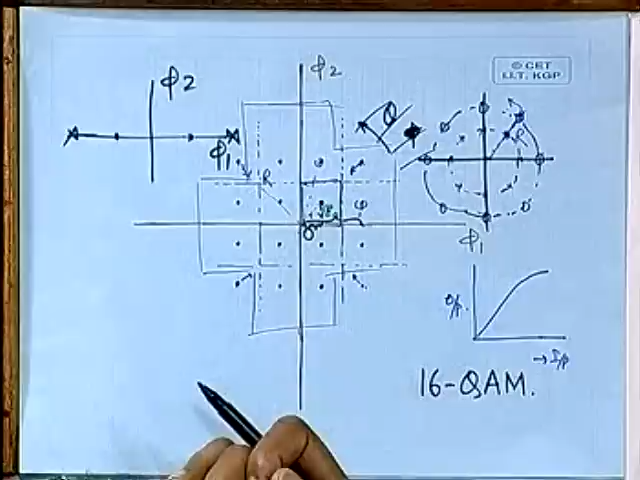 © CET
I.I.T. KGP
ϕ2
ϕ2
ϕ1
Q
R
R
ϕ1
O/p.
→ I/p
16-QAM.